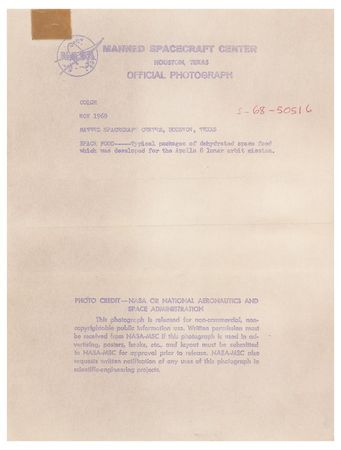 MANNED SPACECRAFT CENTER
HOUSTON, TEXAS
OFFICIAL PHOTOGRAPH
COLOR
S-68-50516
NOV 1968
MANNED SPACECRAFT CENTER, HOUSTON, TEXAS
SPACE FOOD-----Typical packages of dehydrated space food
which was developed for the Apollo 8 lunar orbit mission.
PHOTO CREDIT—NASA OR NATIONAL AERONAUTICS AND
SPACE ADMINISTRATION
This photograph is released for non-commercial, non-
copyrightable public information use. Written permission must
be received from NASA-MSC if this photograph is used in ad-
vertising, posters, books, etc., and layout must be submitted
to NASA-MSC for approval prior to release. NASA-MSC also
requires written notification of any uses of this photograph in
scientific-engineering projects.